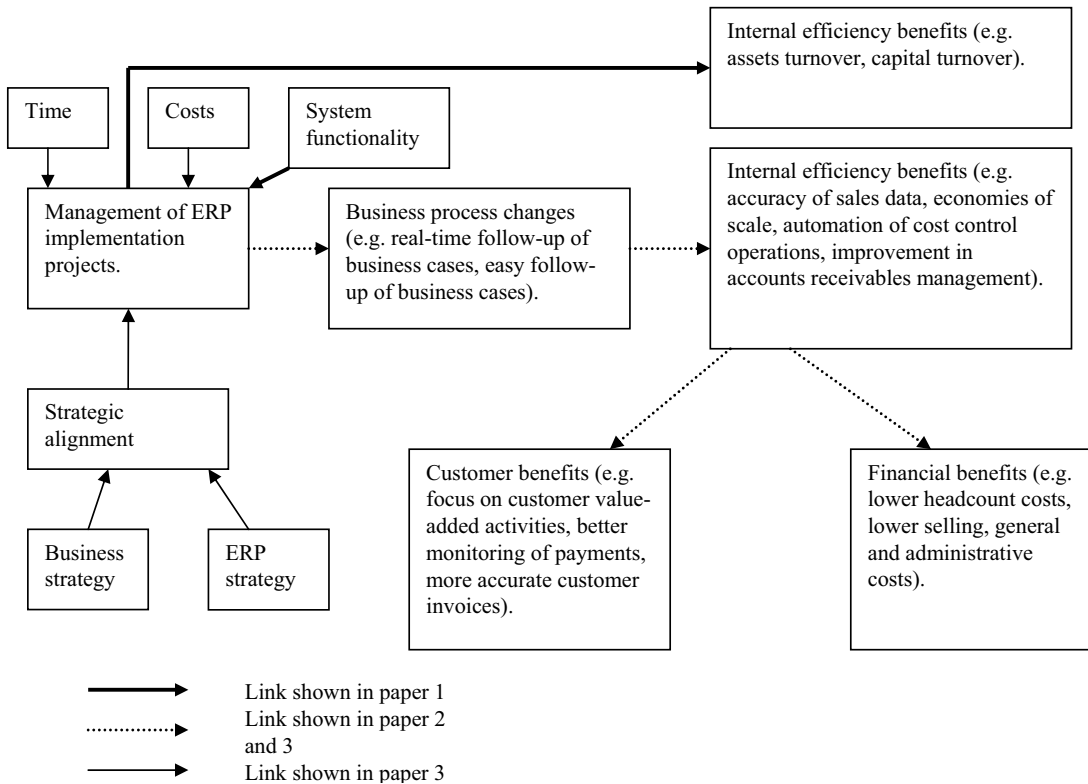 Internal efficiency benefits (e.g.
assets turnover, capital turnover).
Time
Costs
System
functionality
Management of ERP
implementation
projects.
Business process changes
(e.g. real-time follow-up of
business cases, easy follow-
up of business cases).
Internal efficiency benefits (e.g.
accuracy of sales data, economies of
scale, automation of cost control
operations, improvement in
accounts receivables management).
Strategic
alignment
Business
strategy
ERP
strategy
Customer benefits (e.g.
focus on customer value-
added activities, better
monitoring of payments,
more accurate customer
invoices).
Financial benefits (e.g.
lower headcount costs,
lower selling, general
and administrative
costs).
Link shown in paper 1
Link shown in paper 2
and 3
Link shown in paper 3